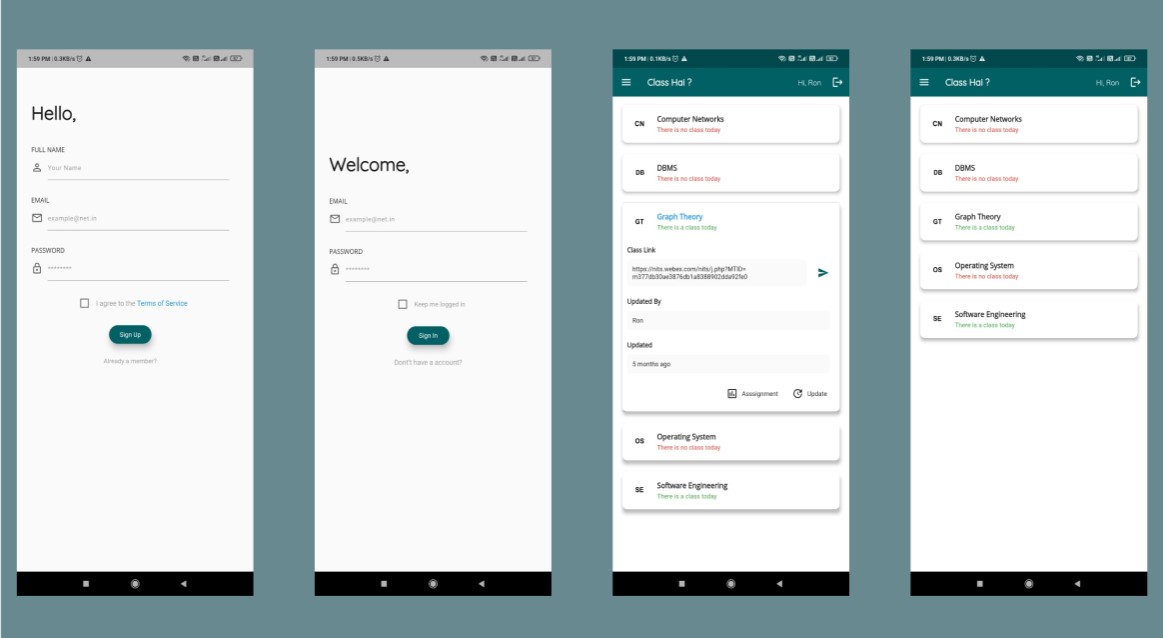 1:59 PM | 0.3KB/s
Hello,
FULL NAME
Your Name
EMAIL
example@net.in
PASSWORD
********
I agree to the Terms of Service
Sign Up
Already a member?
1:59 PM | 0.5KB/s
Welcome,
EMAIL
example@net.in
PASSWORD
********
Keep me logged in
Sign In
Don't have a account?
1:59 PM | 0.1KB/s
Class Hai ?
Hi, Ron
CN
Computer Networks
There is no class today
DB
DBMS
There is no class today
GT
Graph Theory
There is a class today
Class Link
https://nits.webex.com/nits/j.php?MTID=
m377db30ae3876db1a8388902dda92fe0
Updated By
Ron
Updated
5 months ago
Asssignment
Update
OS
Operating System
There is no class today
SE
Software Engineering
There is a class today
1:59 PM | 0.3KB/s
Class Hai ?
Hi, Ron
CN
Computer Networks
There is no class today
DB
DBMS
There is no class today
GT
Graph Theory
There is a class today
OS
Operating System
There is no class today
SE
Software Engineering
There is a class today